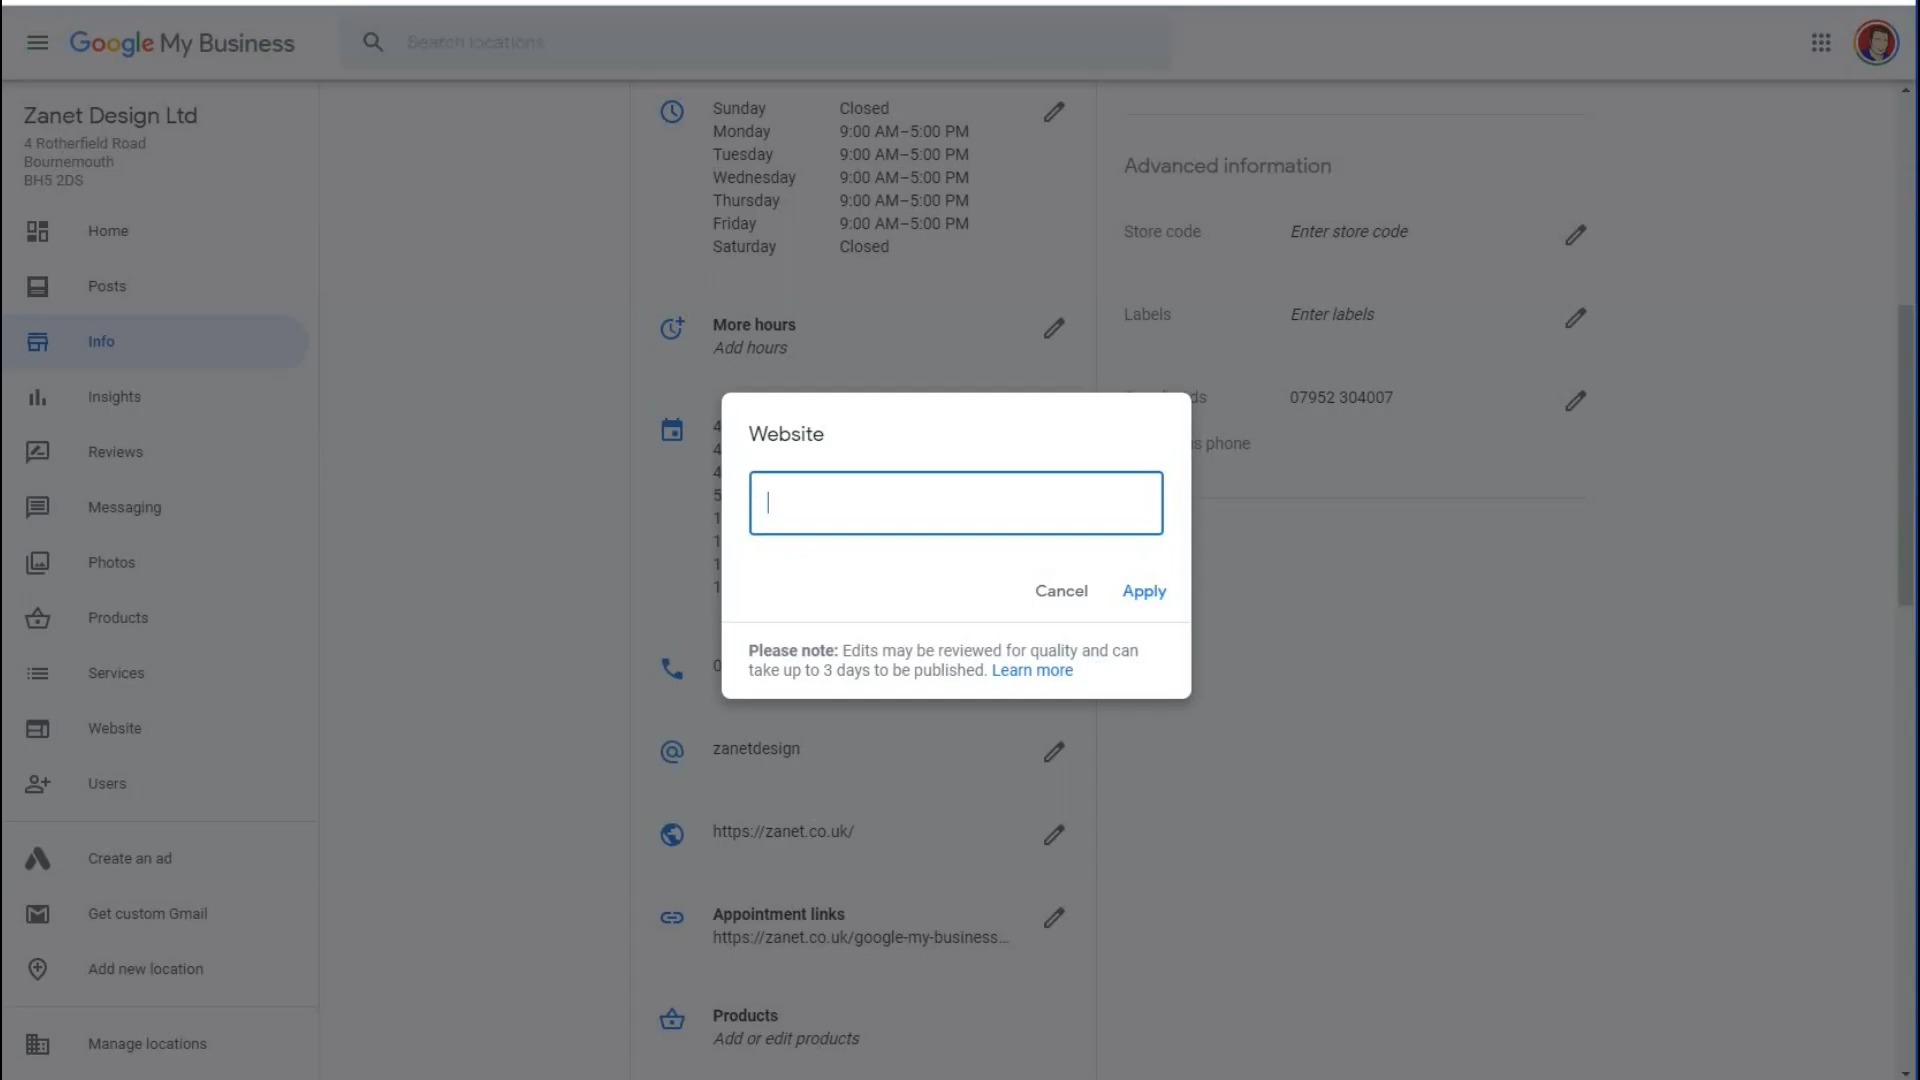 Google My Business
Search locations
Zanet Design Ltd
4 Rotherfield Road
Bournemouth
BH5 2DS
Home
Posts
Info
Insights
Reviews
Messaging
Photos
Products
Services
Website
Users
Create an ad
Get custom Gmail
Add new location
Manage locations
Sunday Closed
Monday 9:00 AM–5:00 PM
Tuesday 9:00 AM–5:00 PM
Wednesday 9:00 AM–5:00 PM
Thursday 9:00 AM–5:00 PM
Friday 9:00 AM–5:00 PM
Saturday Closed
More hours
Add hours
Website
Cancel Apply
Please note: Edits may be reviewed for quality and can
take up to 3 days to be published. Learn more
zanetdesign
https://zanet.co.uk/
Appointment links
https://zanet.co.uk/google-my-business...
Products
Add or edit products
Advanced information
Store code Enter store code
Labels Enter labels
07952 304007
phone